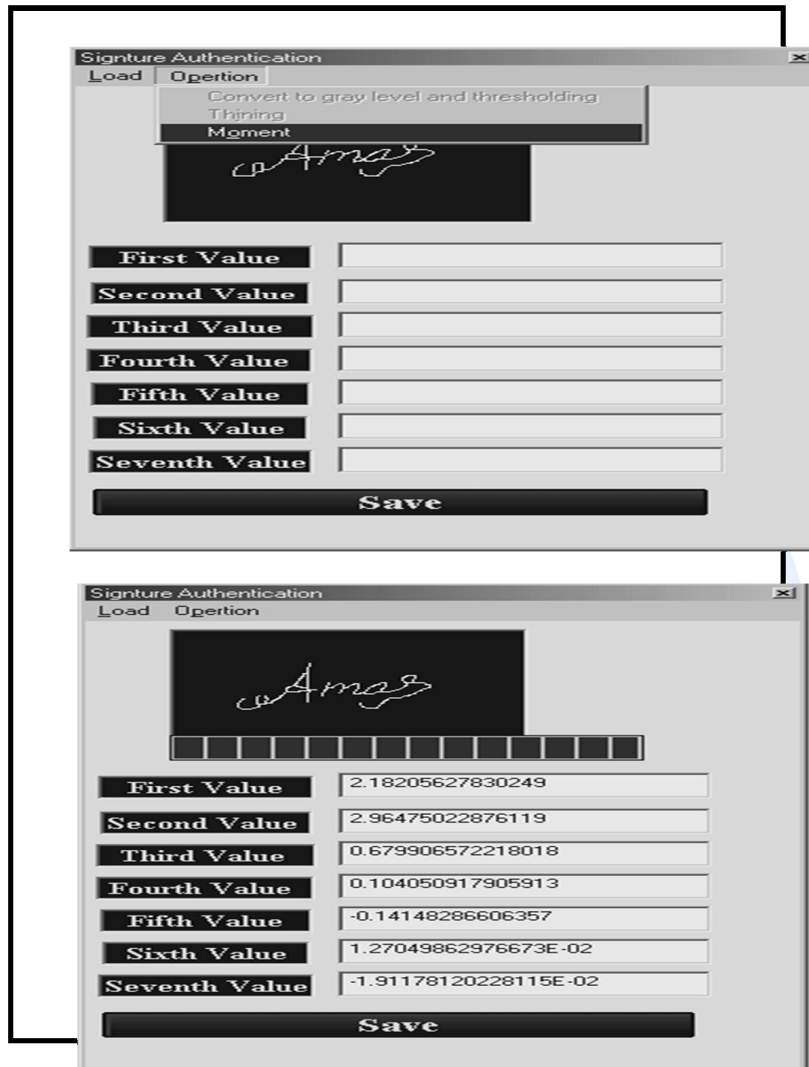 Signture Authentication
Load Opertion
Convert to gray level and thresholding
Thining
Moment
Amas
First Value
Second Value
Third Value
Fourth Value
Fifth Value
Sixth Value
Seventh Value
Save
Signture Authentication
Load Opertion
Amas
First Value 2.18205627830249
Second Value 2.96475022876119
Third Value 0.679906572218018
Fourth Value 0.104050917905913
Fifth Value -0.14148286606357
Sixth Value 1.27049862976673E-02
Seventh Value -1.91178120228115E-02
Save